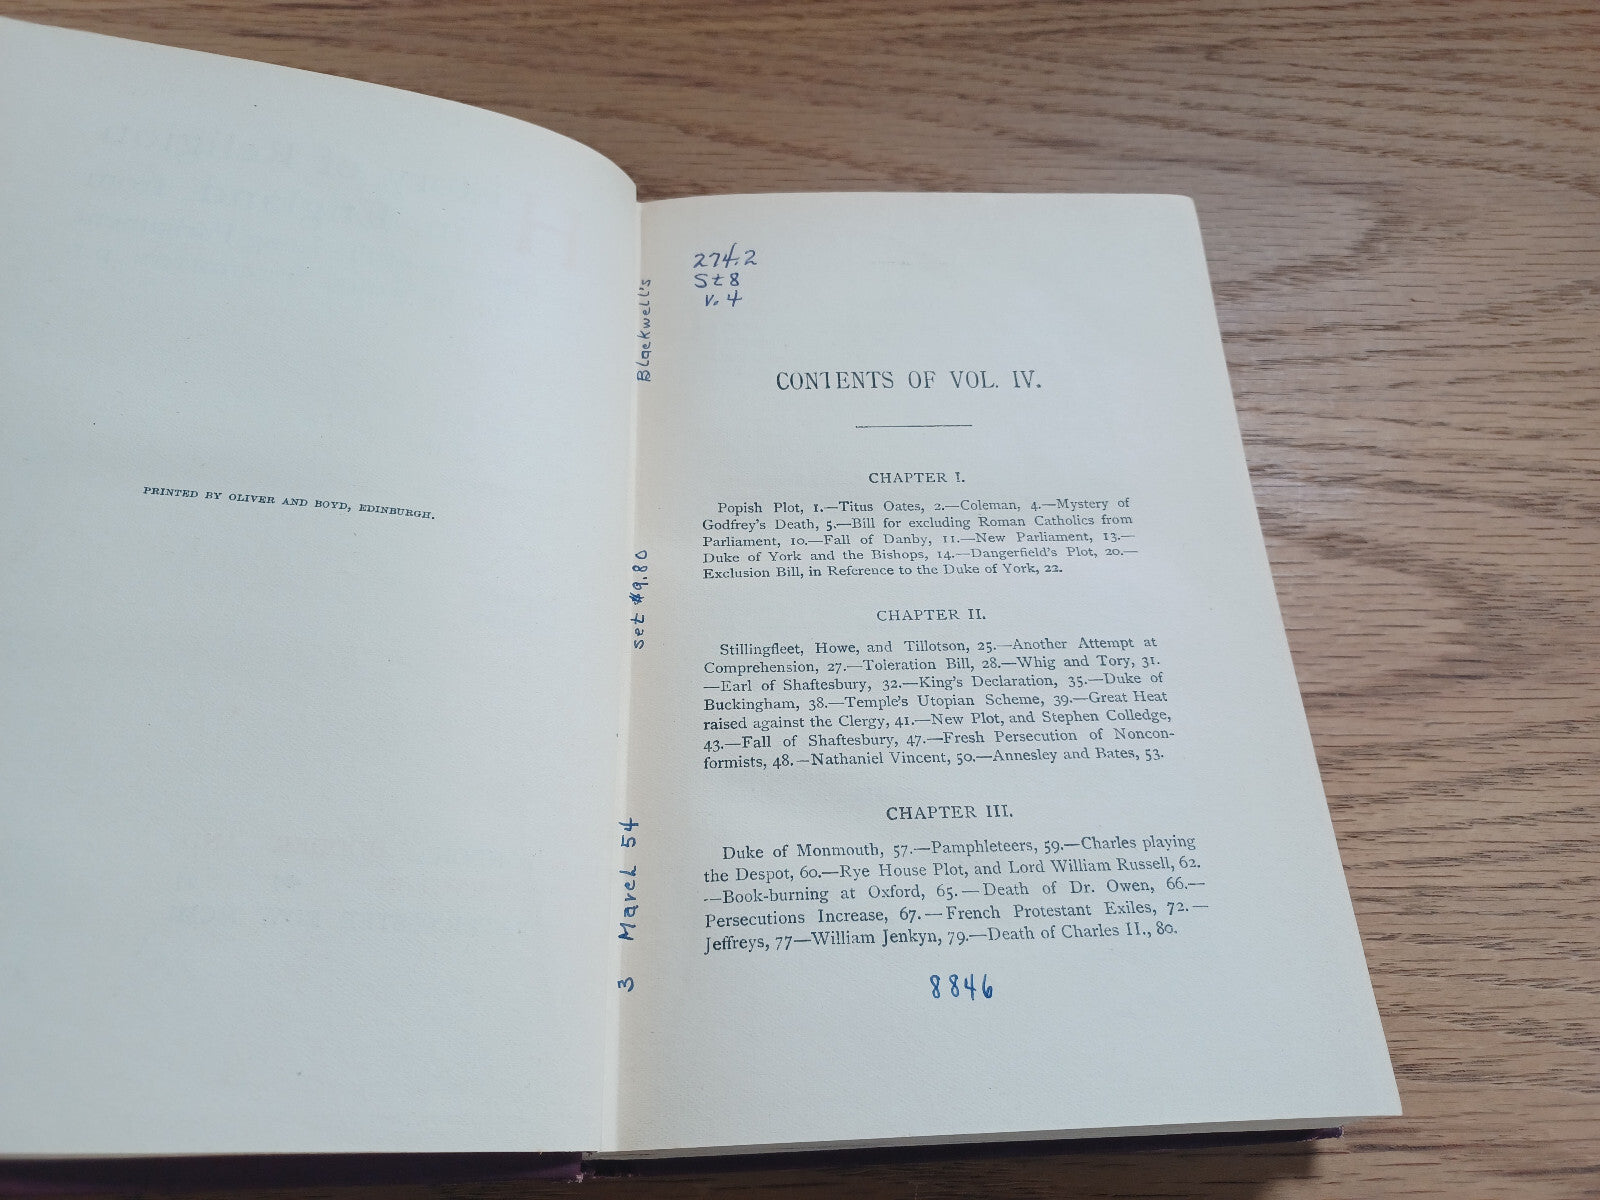 PRINTED BY OLIVER AND BOYD, EDINBURGH.
Blackwell's
set $9.80
3 March 54
274.2
St8
v. 4
CONTENTS OF VOL. IV.
CHAPTER I.
Popish Plot, 1.—Titus Oates, 2.—Coleman, 4.—Mystery of
Godfrey's Death, 5.—Bill for excluding Roman Catholics from
Parliament, 10.—Fall of Danby, 11.—New Parliament, 13.—
Duke of York and the Bishops, 14.—Dangerfield's Plot, 20.—
Exclusion Bill, in Reference to the Duke of York, 22.
CHAPTER II.
Stillingfleet, Howe, and Tillotson, 25.—Another Attempt at
Comprehension, 27.—Toleration Bill, 28.—Whig and Tory, 31.
—Earl of Shaftesbury, 32.—King's Declaration, 35.—Duke of
Buckingham, 38.—Temple's Utopian Scheme, 39.—Great Heat
raised against the Clergy, 41.—New Plot, and Stephen Colledge,
43.—Fall of Shaftesbury, 47.—Fresh Persecution of Noncon-
formists, 48.—Nathaniel Vincent, 50.—Annesley and Bates, 53.
CHAPTER III.
Duke of Monmouth, 57.—Pamphleteers, 59.—Charles playing
the Despot, 60.—Rye House Plot, and Lord William Russell, 62.
—Book-burning at Oxford, 65.—Death of Dr. Owen, 66.—
Persecutions Increase, 67.—French Protestant Exiles, 72.—
Jeffreys, 77—William Jenkyn, 79.—Death of Charles II., 80.
8846